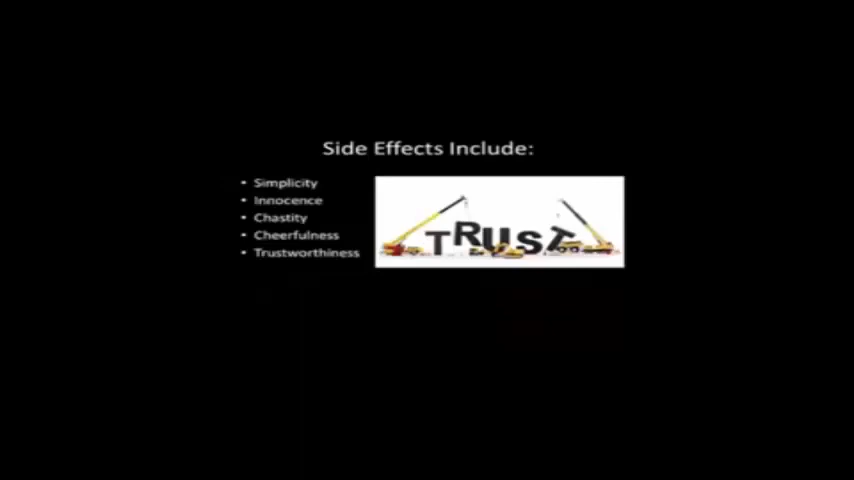 Side Effects Include:
• Simplicity
• Innocence
• Chastity
• Cheerfulness
• Trustworthiness
TRUST